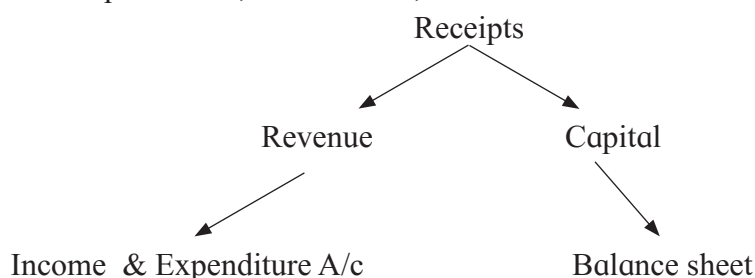 Receipts
Revenue Capital
Income & Expenditure A/c Balance sheet